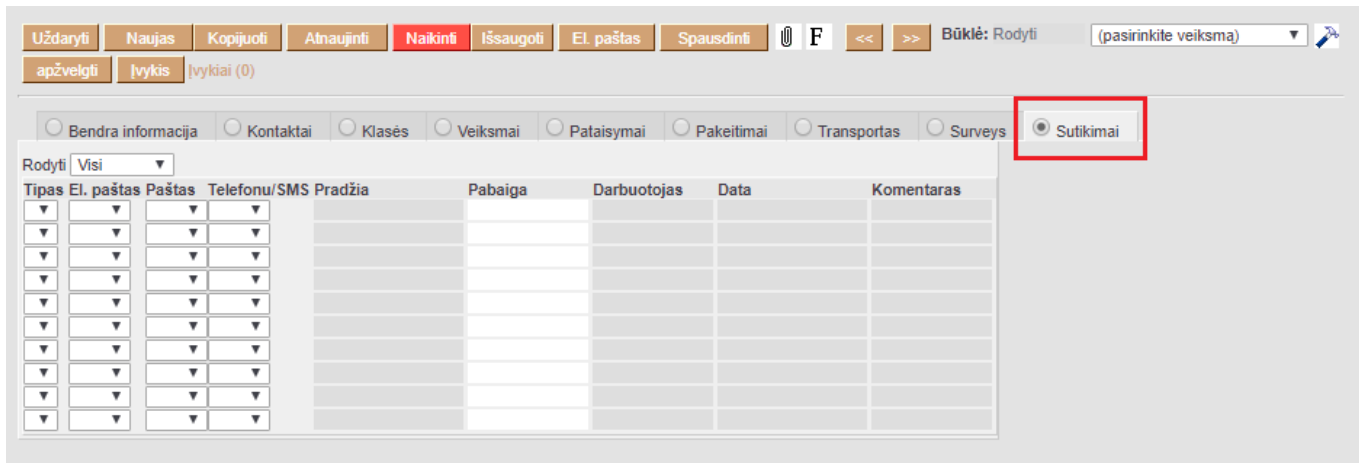 Uždaryti Naujas Kopijuoti Atnaujinti Naikinti Išsaugoti El. paštas Spausdinti F << >> Būklė: Rodyti (pasirinkite veiksmą)
apžvelgti Įvykis Įvykiai (0)
Bendra informacija Kontaktai Klasės Veiksmai Pataisymai Pakeitimai Transportas Surveys Sutikimai
Rodyti Visi
Tipas El. paštas Paštas Telefonu/SMS Pradžia Pabaiga Darbuotojas Data Komentaras